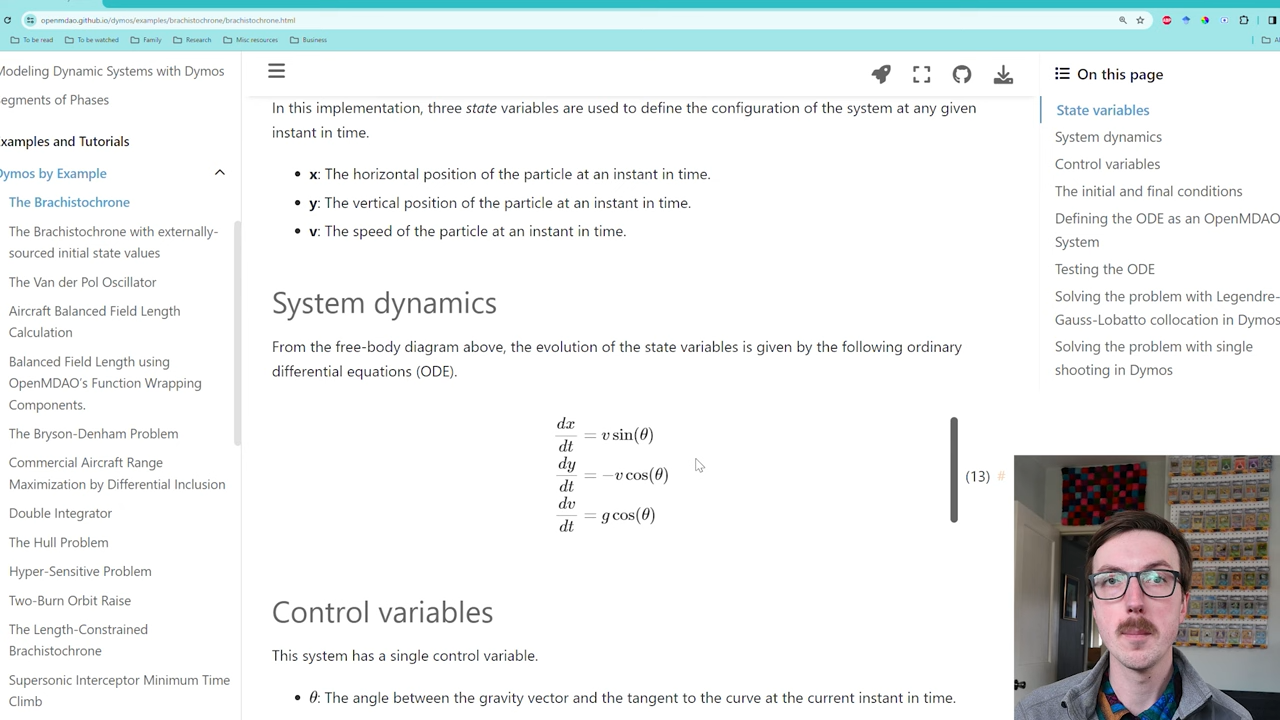 openmdao.github.io/dymos/examples/brachistochrone/brachistochrone.html
To be read
To be watched
Family
Research
Misc resources
Business
Modeling Dynamic Systems with Dymos
egments of Phases
xamples and Tutorials
Dymos by Example
The Brachistochrone
The Brachistochrone with externally-
sourced initial state values
The Van der Pol Oscillator
Aircraft Balanced Field Length
Calculation
Balanced Field Length using
OpenMDAO's Function Wrapping
Components.
The Bryson-Denham Problem
Commercial Aircraft Range
Maximization by Differential Inclusion
Double Integrator
The Hull Problem
Hyper-Sensitive Problem
Two-Burn Orbit Raise
The Length-Constrained
Brachistochrone
Supersonic Interceptor Minimum Time
Climb
In this implementation, three state variables are used to define the configuration of the system at any given
instant in time.
x: The horizontal position of the particle at an instant in time.
y: The vertical position of the particle at an instant in time.
v: The speed of the particle at an instant in time.
System dynamics
From the free-body diagram above, the evolution of the state variables is given by the following ordinary
differential equations (ODE).
dx/dt = v sin(θ)
dy/dt = −v cos(θ)
dv/dt = g cos(θ)
(13) #
Control variables
This system has a single control variable.
θ: The angle between the gravity vector and the tangent to the curve at the current instant in time.
On this page
State variables
System dynamics
Control variables
The initial and final conditions
Defining the ODE as an OpenMDAO
System
Testing the ODE
Solving the problem with Legendre-
Gauss-Lobatto collocation in Dymos
Solving the problem with single
shooting in Dymos